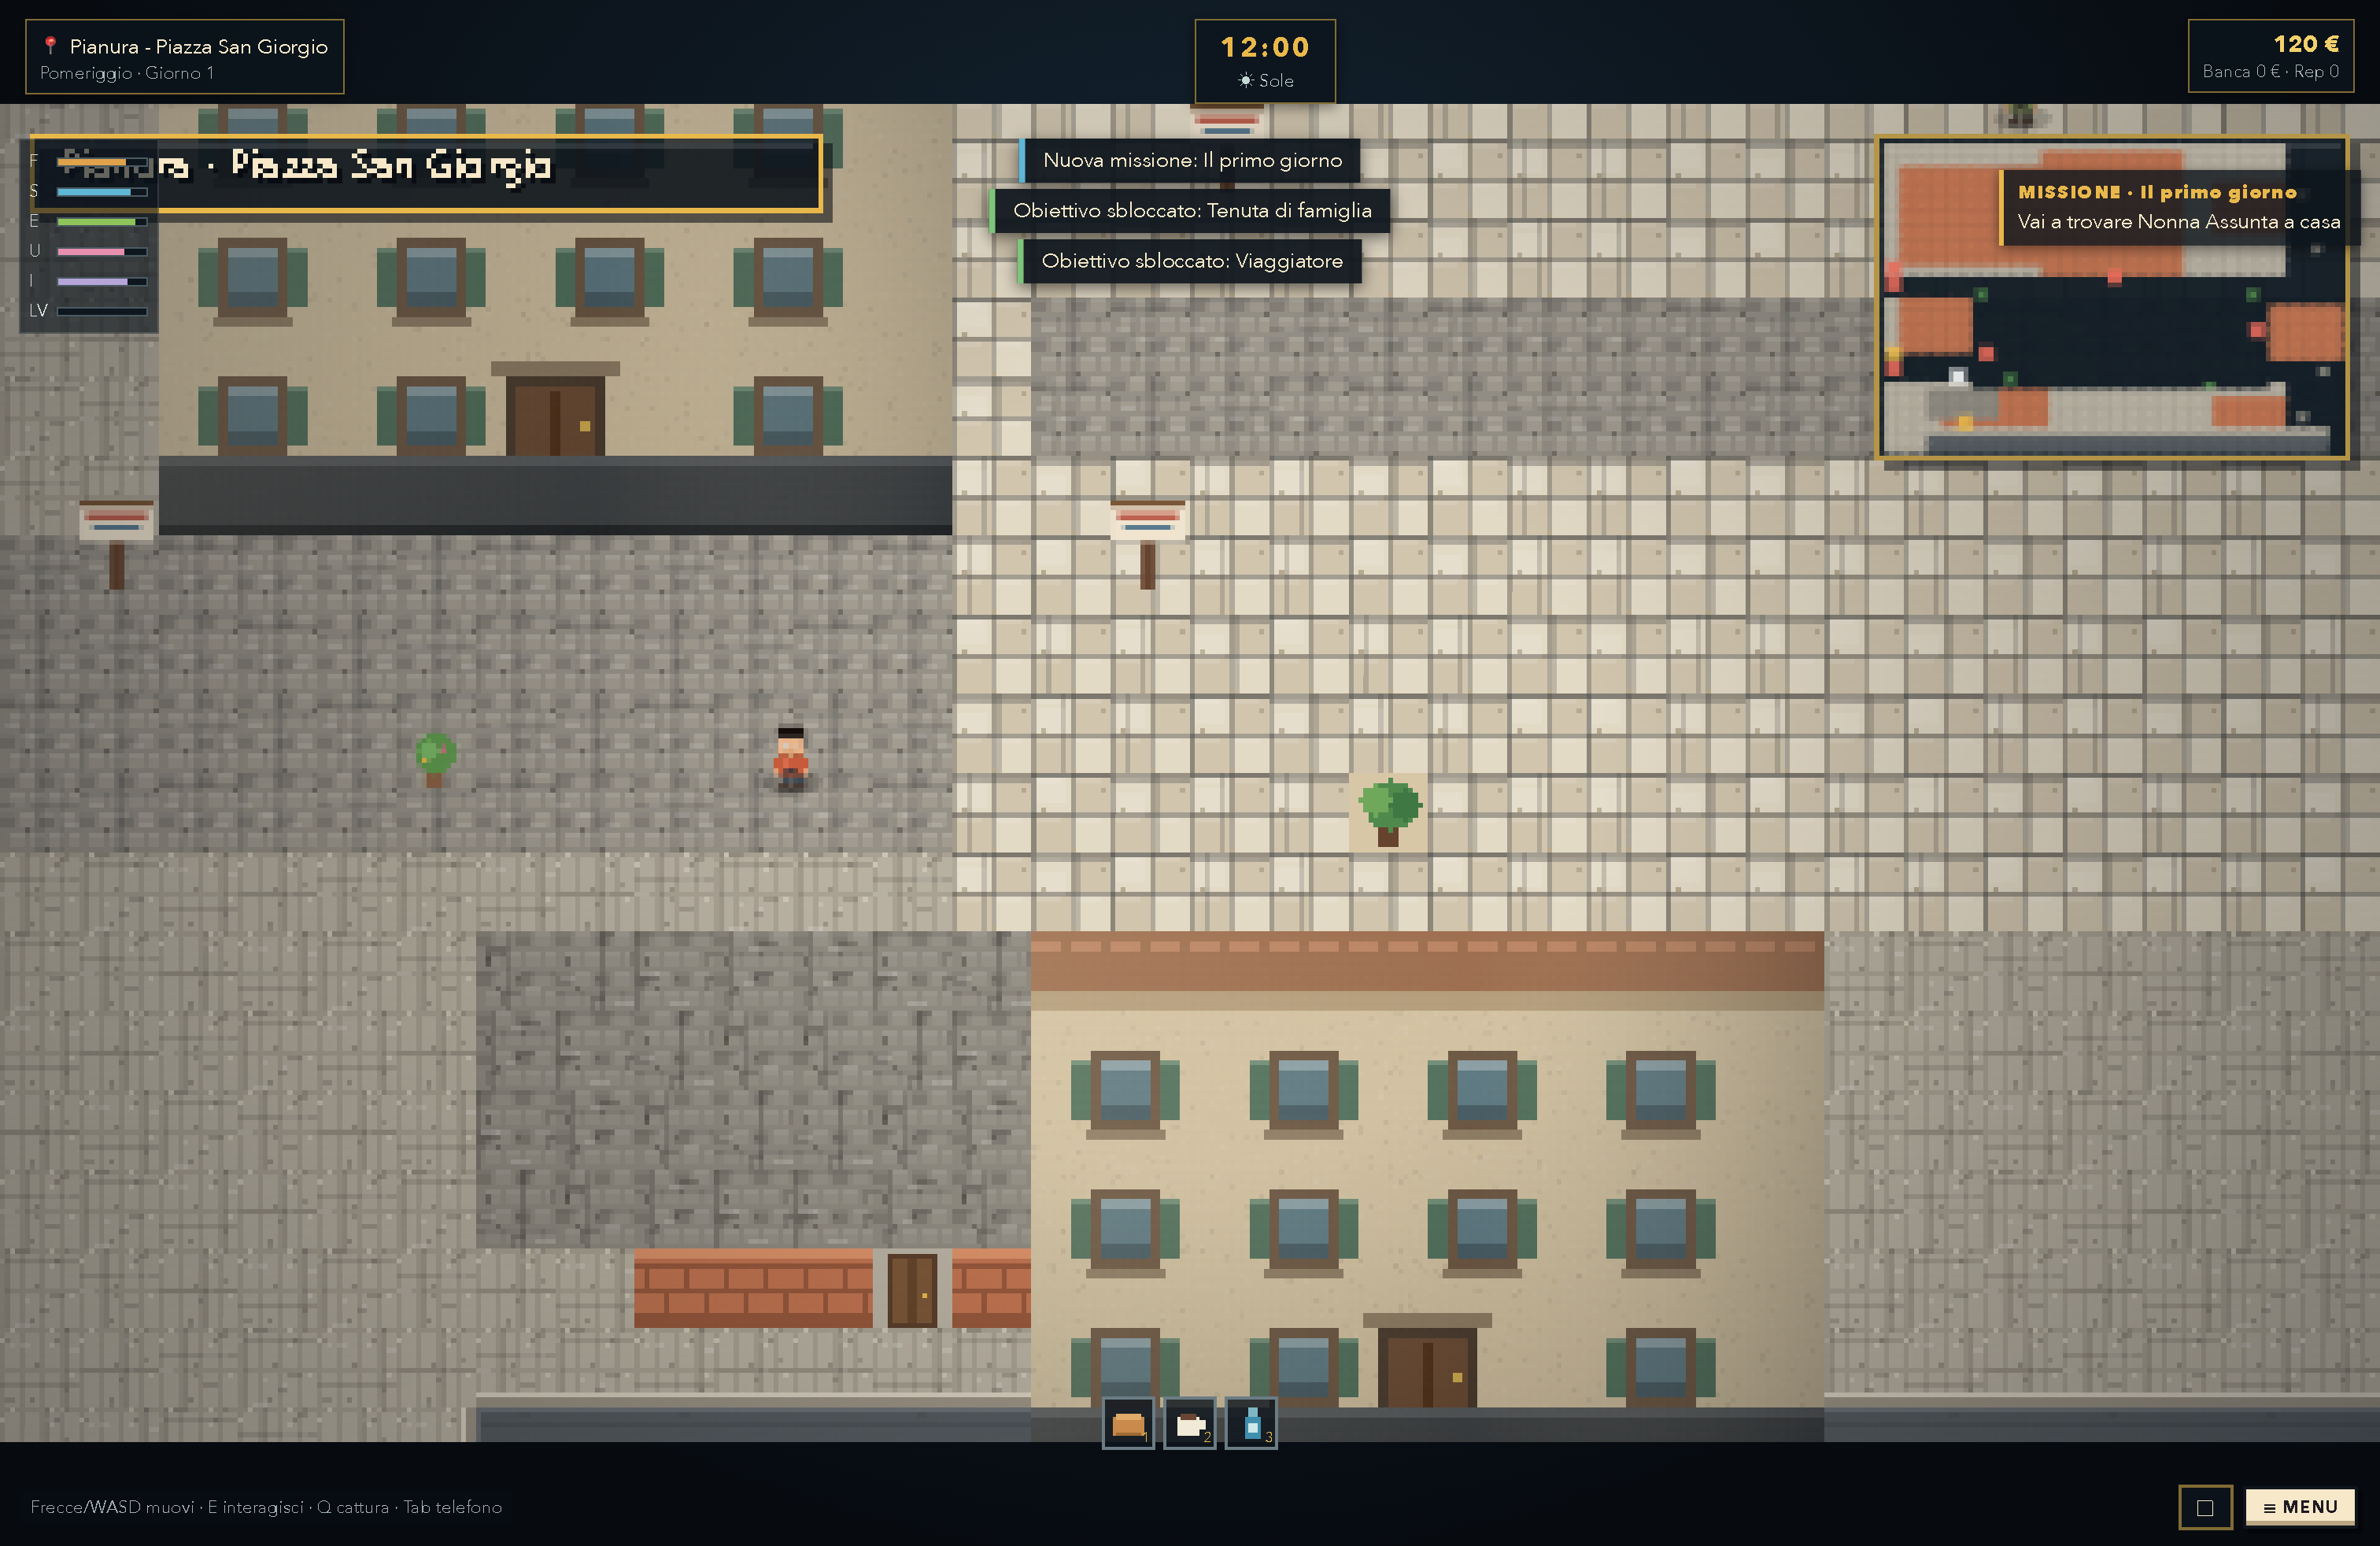 Pianura - Piazza San Giorgio
Pomeriggio · Giorno 1
12:00
☀ Sole
120 €
Banca 0 € · Rep 0
Pianura · Piazza San Giorgio
F
S
E
U
I
LV
Nuova missione: Il primo giorno
Obiettivo sbloccato: Tenuta di famiglia
Obiettivo sbloccato: Viaggiatore
MISSIONE · Il primo giorno
Vai a trovare Nonna Assunta a casa
1
2
3
Frecce/WASD muovi · E interagisci · Q cattura · Tab telefono
≡ MENU